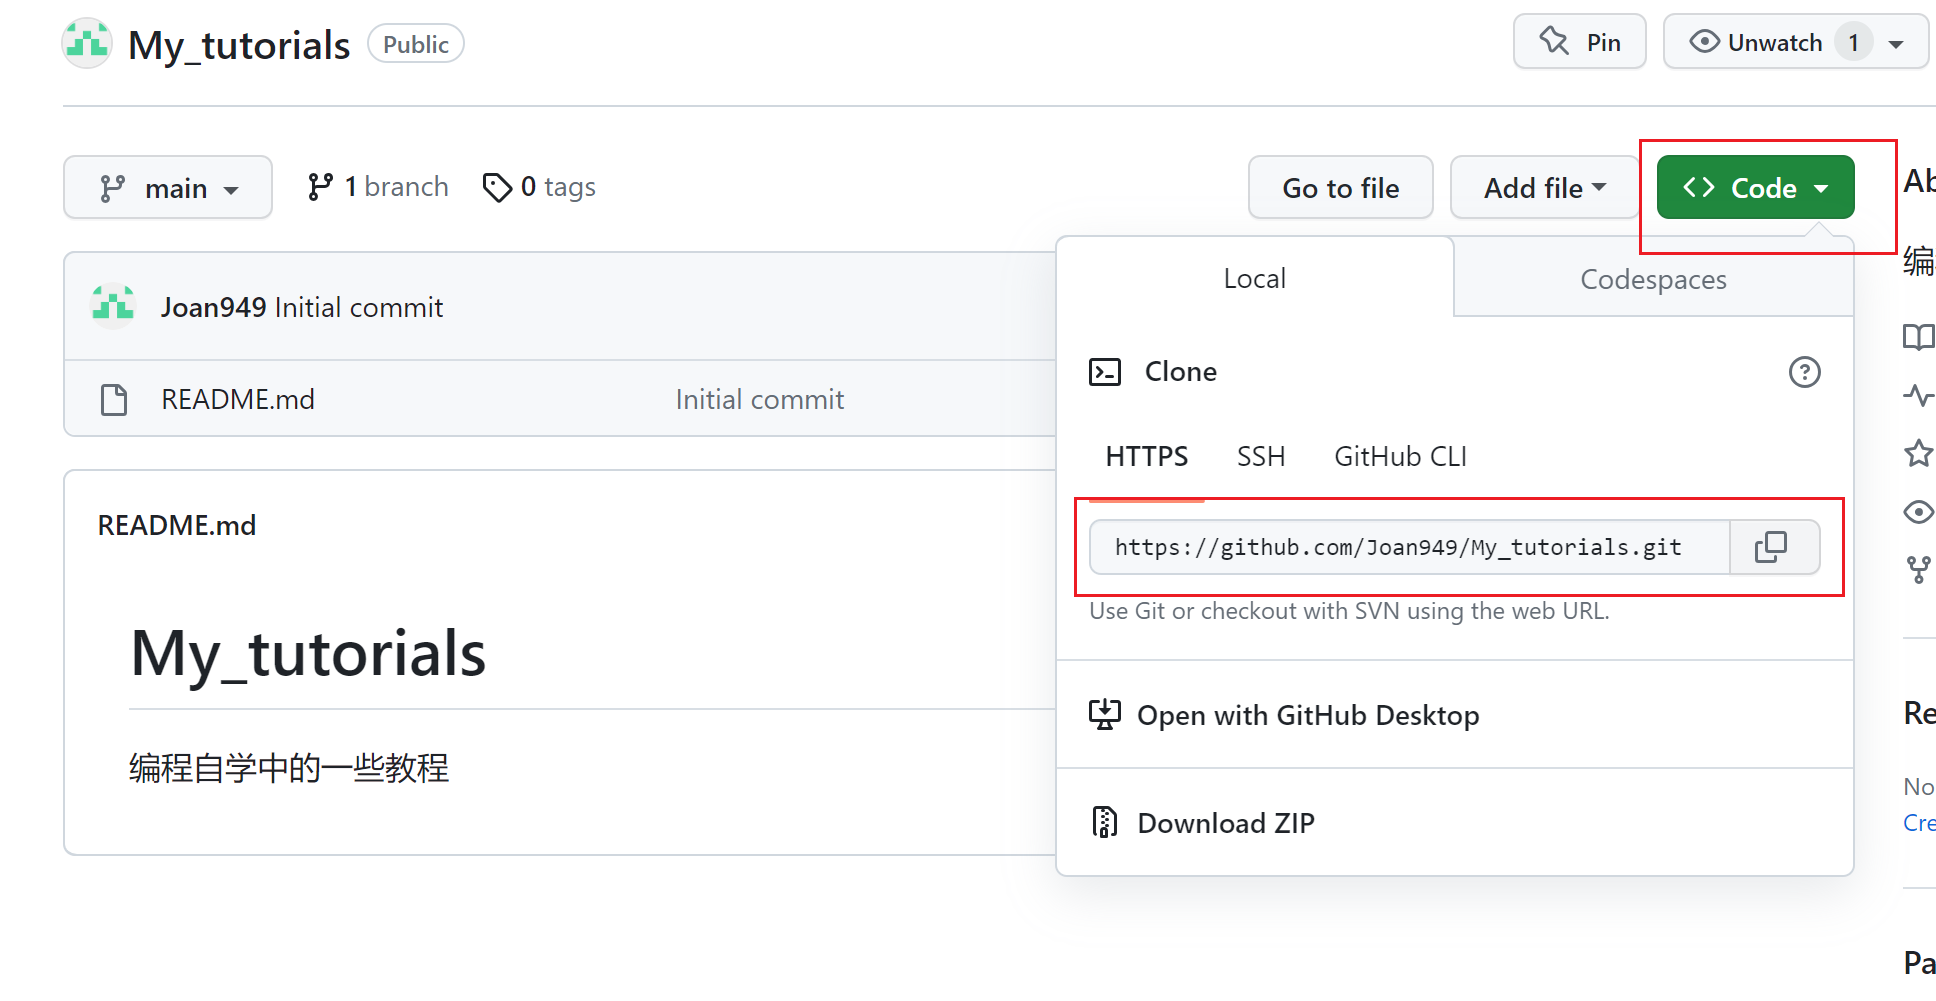 My_tutorials Public
Pin
Unwatch 1
main
1 branch
0 tags
Go to file
Add file
Code
Joan949 Initial commit
README.md
Initial commit
README.md
My_tutorials
编程自学中的一些教程
Local
Codespaces
Clone
HTTPS
SSH
GitHub CLI
https://github.com/Joan949/My_tutorials.git
Use Git or checkout with SVN using the web URL.
Open with GitHub Desktop
Download ZIP
Ab
编
Re
No
Cre
Pa